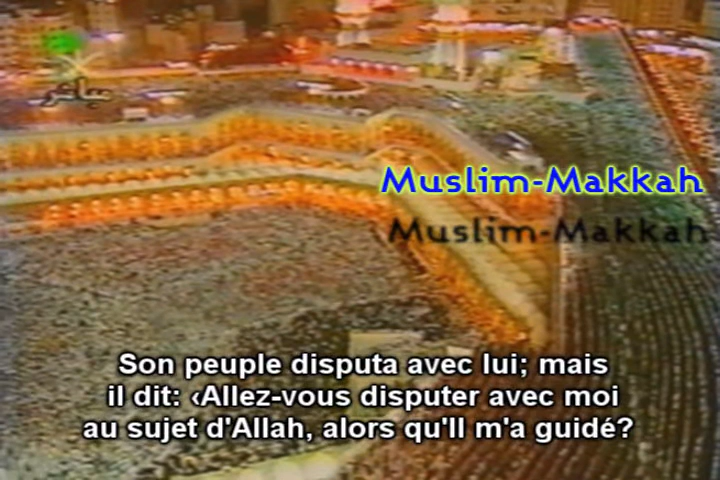 مباشر
Muslim-Makkah
Muslim-Makkah
Son peuple disputa avec lui; mais
il dit: ‹Allez-vous disputer avec moi
au sujet d'Allah, alors qu'Il m'a guidé?